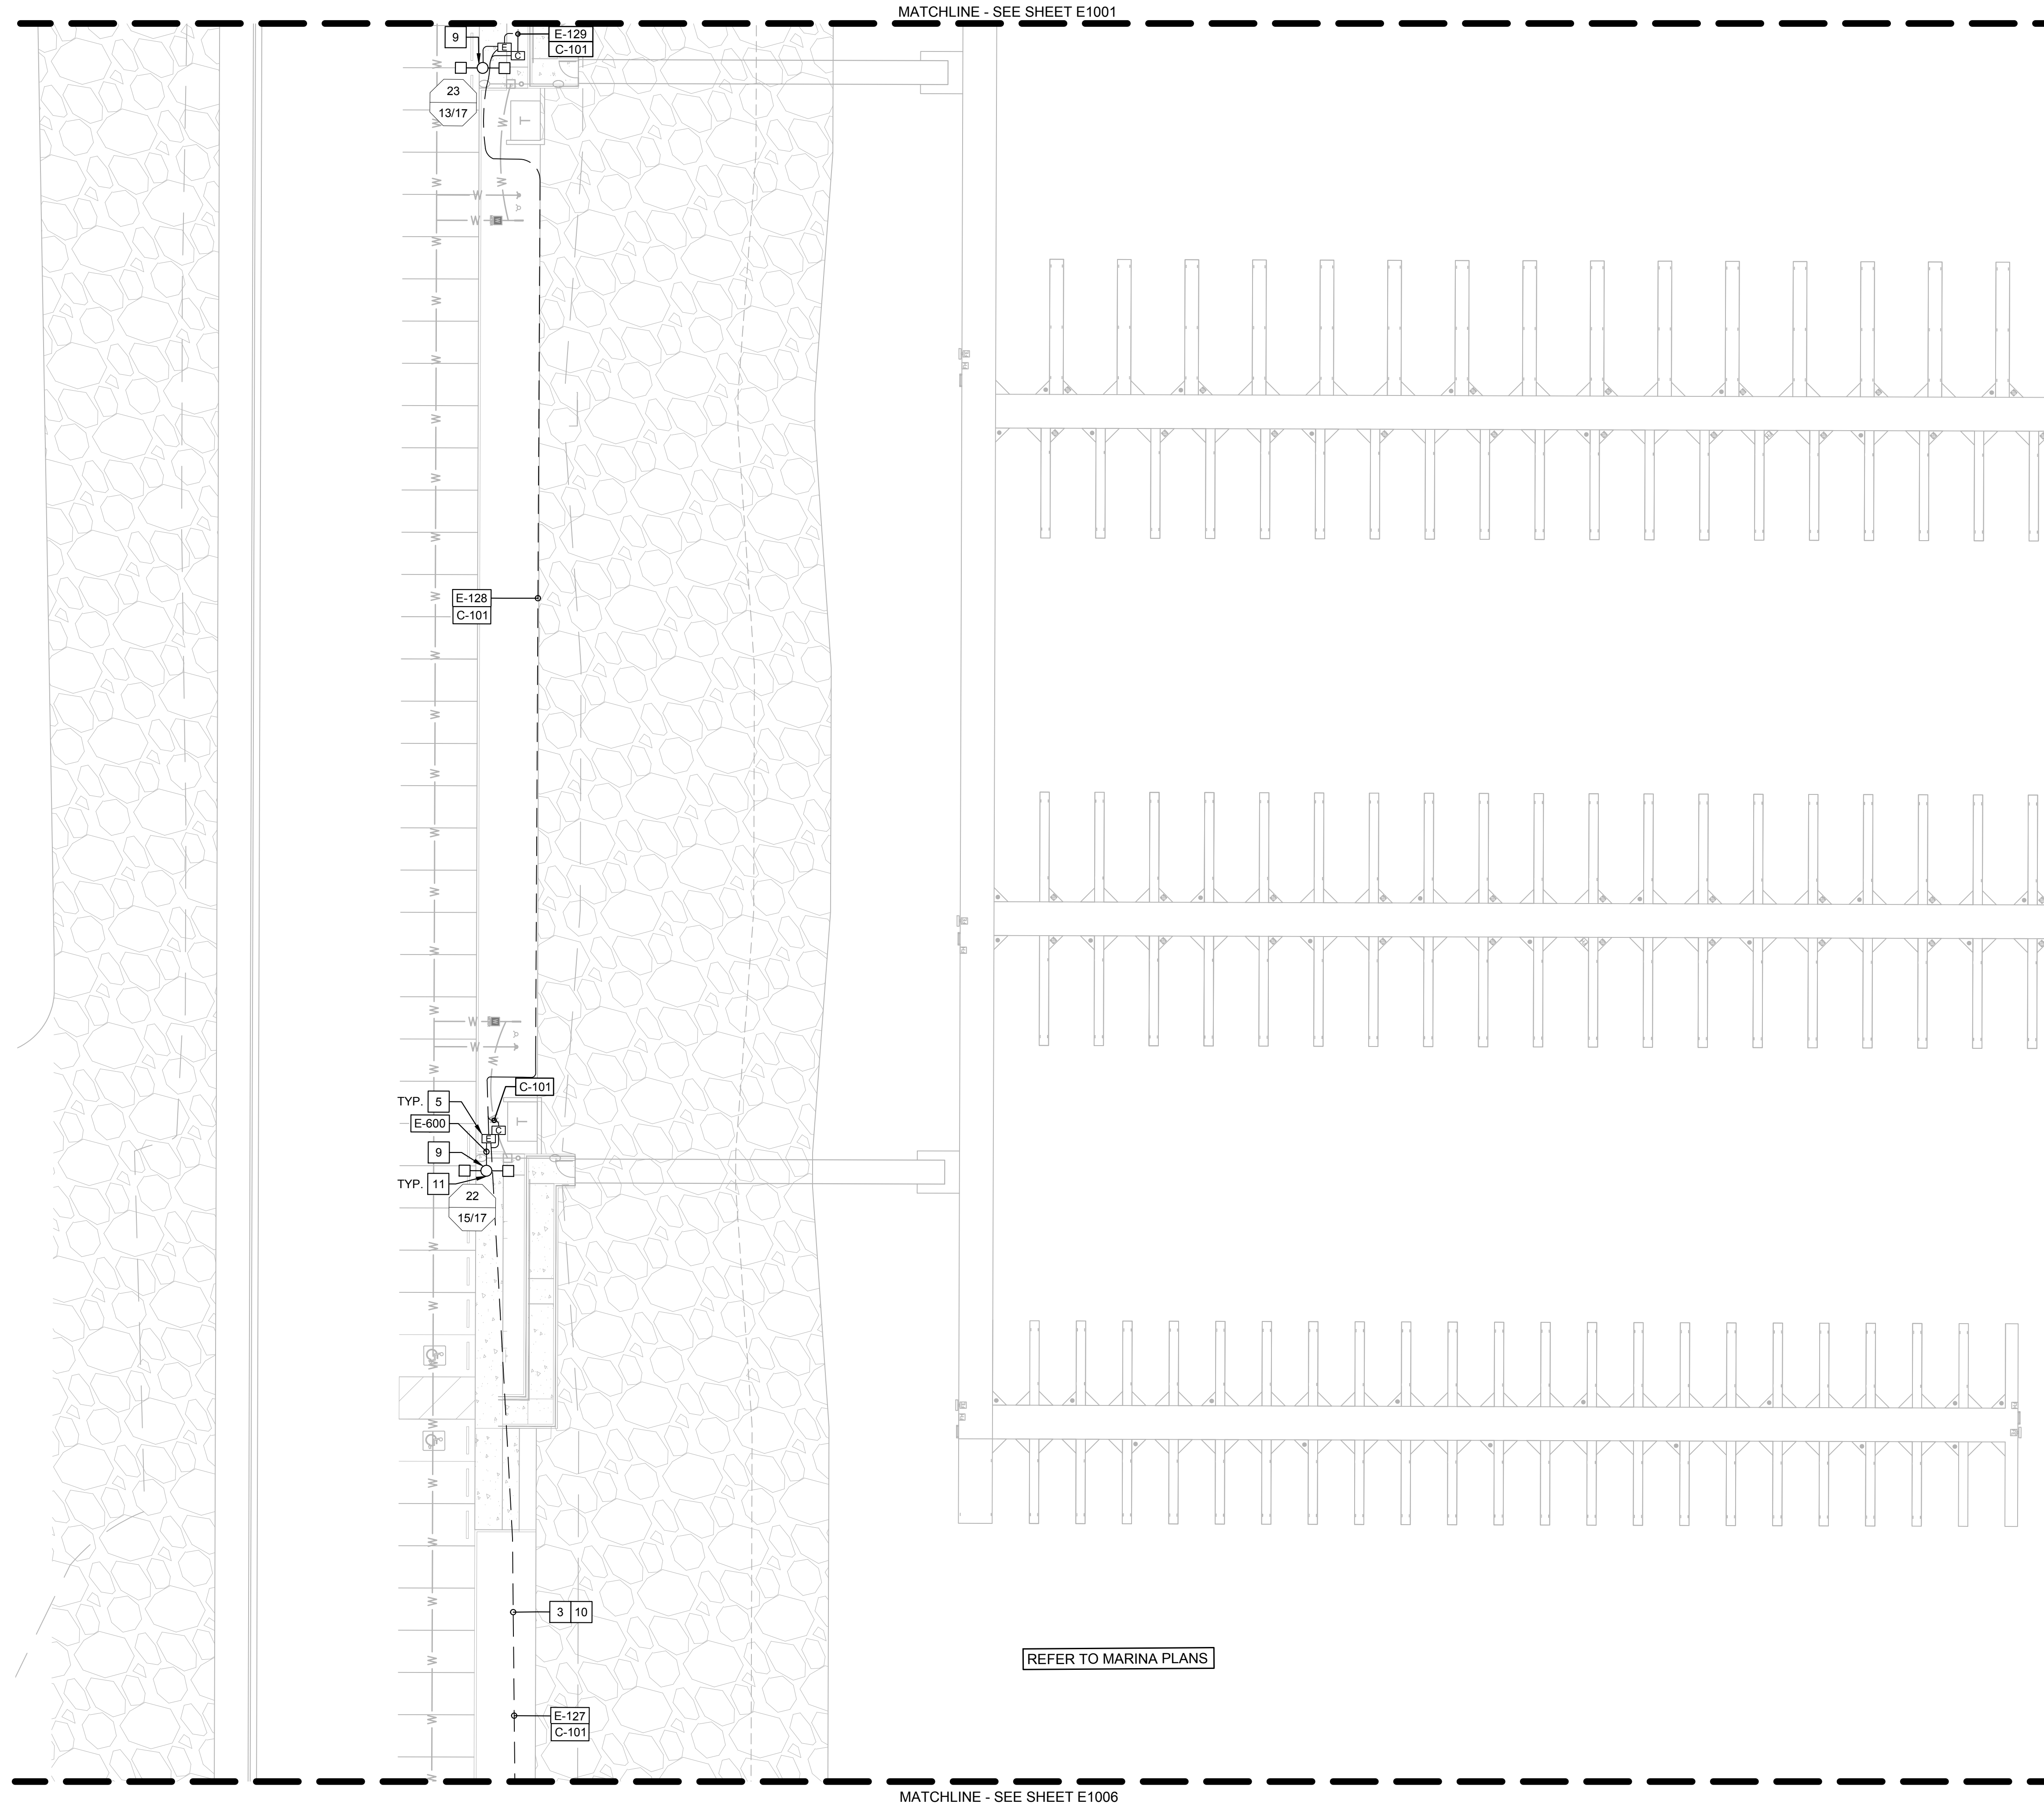 MATCHLINE - SEE SHEET E1001
9
E-129
C-101
E
C
23
13/17
W
T
W
W
W
W
W
W
W
W
W
W
E-128
C-101
W
W
W
W
W
W
W
W
W
W
W
C-101
TYP. 5
E-600
C
E
T
9
TYP. 11
22
15/17
W
W
W
W
W
W
3 10
W
REFER TO MARINA PLANS
W
E-127
C-101
W
MATCHLINE - SEE SHEET E1006